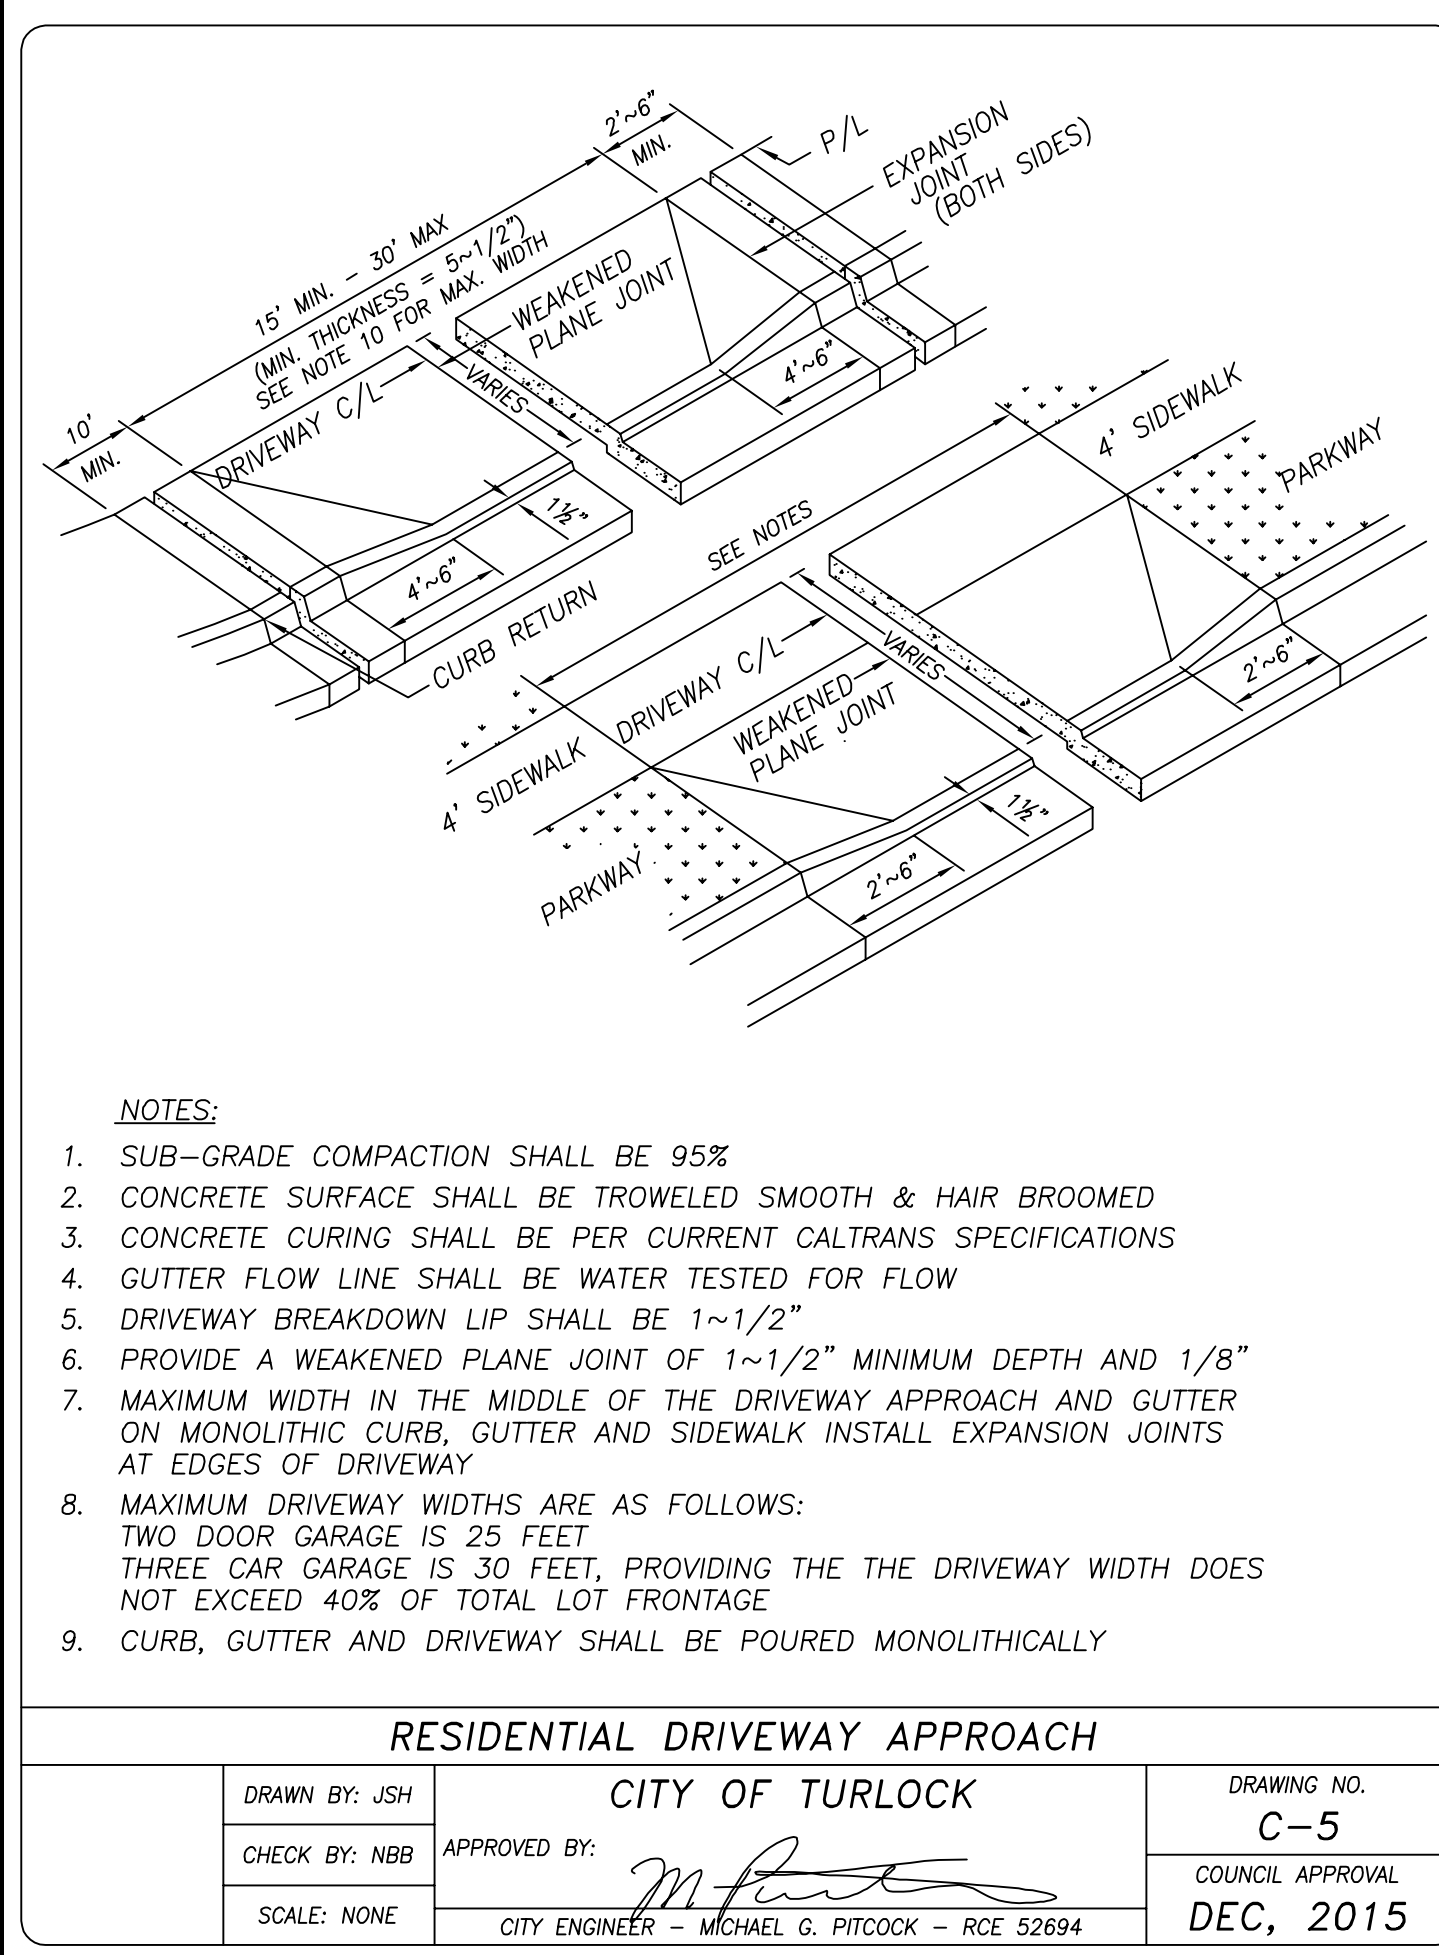 2'~6"
MIN.
P/L
EXPANSION
JOINT
(BOTH SIDES)
15' MIN. – 30' MAX
(MIN. THICKNESS = 5~1/2")
SEE NOTE 10 FOR MAX. WIDTH
WEAKENED
PLANE JOINT
10'
MIN.
DRIVEWAY C/L
VARIES
4'~6"
1½"
4'~6"
CURB RETURN
SEE NOTES
4' SIDEWALK
PARKWAY
DRIVEWAY C/L
WEAKENED
PLANE JOINT
VARIES
2'~6"
4' SIDEWALK
PARKWAY
1½"
2'~6"
NOTES:
1. SUB-GRADE COMPACTION SHALL BE 95%
2. CONCRETE SURFACE SHALL BE TROWELED SMOOTH & HAIR BROOMED
3. CONCRETE CURING SHALL BE PER CURRENT CALTRANS SPECIFICATIONS
4. GUTTER FLOW LINE SHALL BE WATER TESTED FOR FLOW
5. DRIVEWAY BREAKDOWN LIP SHALL BE 1~1/2"
6. PROVIDE A WEAKENED PLANE JOINT OF 1~1/2" MINIMUM DEPTH AND 1/8"
7. MAXIMUM WIDTH IN THE MIDDLE OF THE DRIVEWAY APPROACH AND GUTTER
ON MONOLITHIC CURB, GUTTER AND SIDEWALK INSTALL EXPANSION JOINTS
AT EDGES OF DRIVEWAY
8. MAXIMUM DRIVEWAY WIDTHS ARE AS FOLLOWS:
TWO DOOR GARAGE IS 25 FEET
THREE CAR GARAGE IS 30 FEET, PROVIDING THE THE DRIVEWAY WIDTH DOES
NOT EXCEED 40% OF TOTAL LOT FRONTAGE
9. CURB, GUTTER AND DRIVEWAY SHALL BE POURED MONOLITHICALLY
RESIDENTIAL DRIVEWAY APPROACH
DRAWN BY: JSH
CHECK BY: NBB
SCALE: NONE
CITY OF TURLOCK
APPROVED BY:
CITY ENGINEER – MICHAEL G. PITCOCK – RCE 52694
DRAWING NO.
C-5
COUNCIL APPROVAL
DEC, 2015